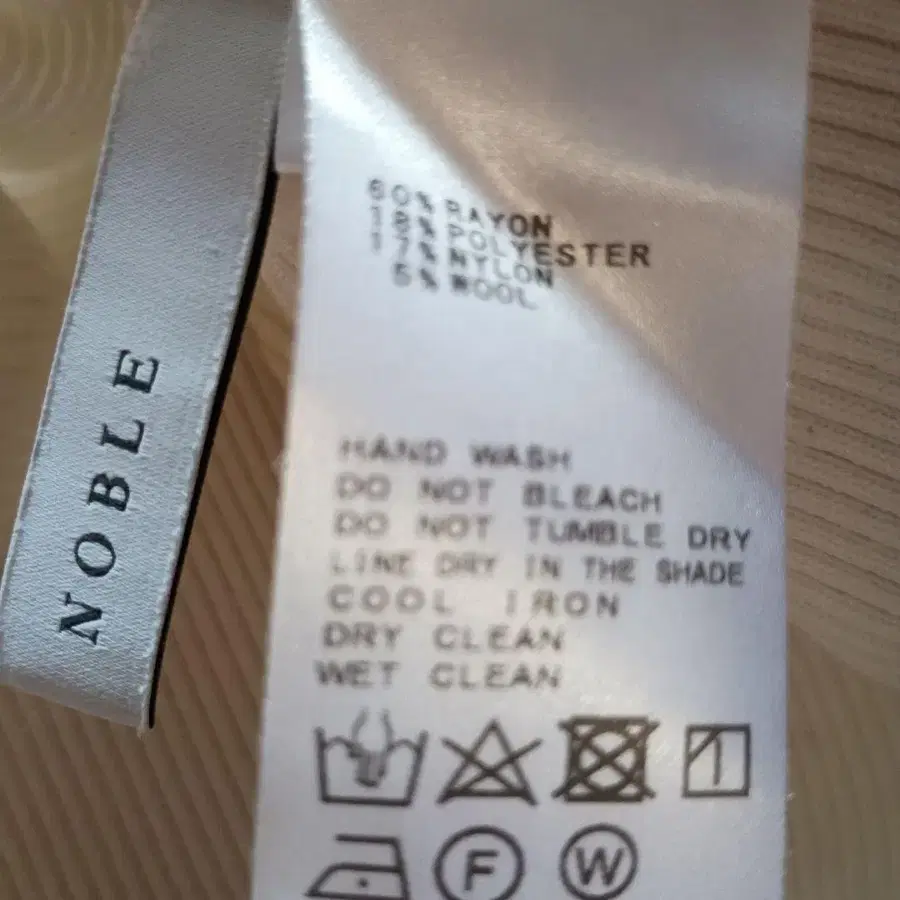 NOBLE
60% RAYON
18% POLYESTER
17% NYLON
5% WOOL
HAND WASH
DO NOT BLEACH
DO NOT TUMBLE DRY
LINE DRY IN THE SHADE
COOL IRON
DRY CLEAN
WET CLEAN
F W